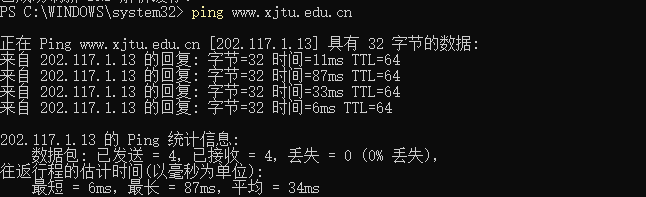 PS C:\WINDOWS\system32> ping www.xjtu.edu.cn
正在 Ping www.xjtu.edu.cn [202.117.1.13] 具有 32 字节的数据:
来自 202.117.1.13 的回复: 字节=32 时间=11ms TTL=64
来自 202.117.1.13 的回复: 字节=32 时间=87ms TTL=64
来自 202.117.1.13 的回复: 字节=32 时间=33ms TTL=64
来自 202.117.1.13 的回复: 字节=32 时间=6ms TTL=64
202.117.1.13 的 Ping 统计信息:
数据包: 已发送 = 4, 已接收 = 4, 丢失 = 0 (0% 丢失),
往返行程的估计时间(以毫秒为单位):
最短 = 6ms, 最长 = 87ms, 平均 = 34ms